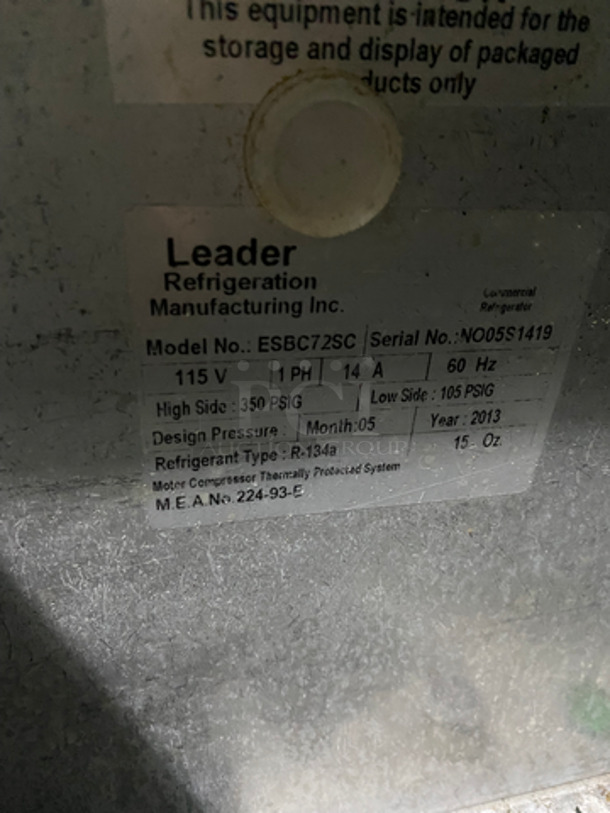 This equipment is intended for the
storage and display of packaged
ducts only
Leader
Refrigeration
Manufacturing Inc.
Commercial
Refrigerator
Model No.: ESBC72SC Serial No.:NO05S1419
115 V 1 PH 14 A 60 Hz
High Side : 350 PSIG Low Side : 105 PSIG
Design Pressure : Month:05 Year : 2013
Refrigerant Type : R-134a 15 Oz.
Motor Compressor Thermally Protected System
M.E.A.No.224-93-E